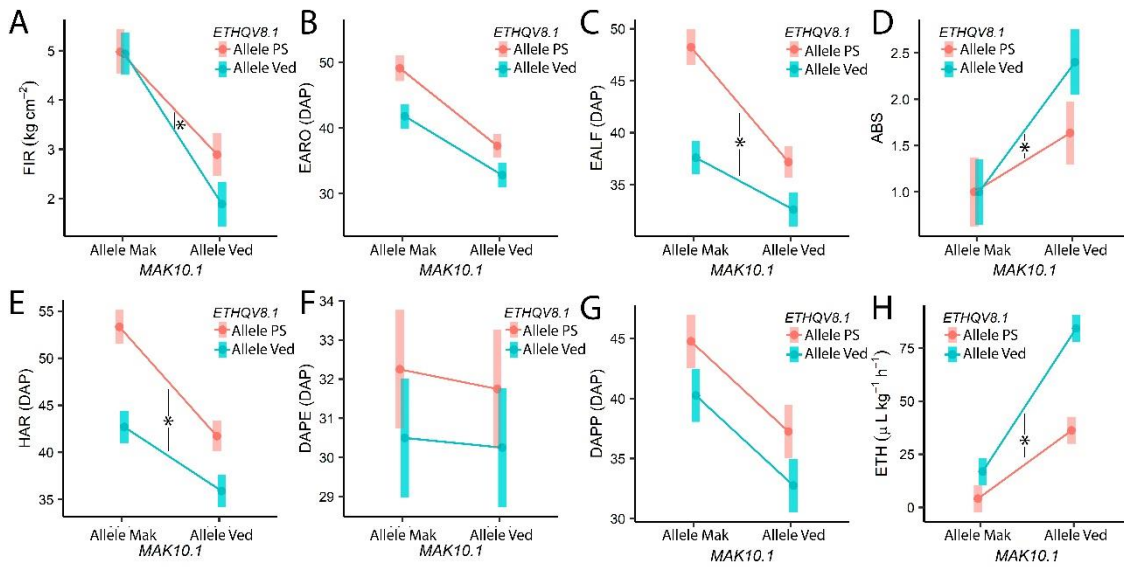 A
FIR (kg cm⁻²)
5
4
3
2
ETHQV8.1
Allele PS
Allele Ved
*
Allele Mak Allele Ved
MAK10.1
B
EARO (DAP)
50
40
30
ETHQV8.1
Allele PS
Allele Ved
Allele Mak Allele Ved
MAK10.1
C
EALF (DAP)
50
45
40
35
ETHQV8.1
Allele PS
Allele Ved
*
Allele Mak Allele Ved
MAK10.1
D
ABS
2.5
2.0
1.5
1.0
ETHQV8.1
Allele PS
Allele Ved
*
Allele Mak Allele Ved
MAK10.1
E
HAR (DAP)
55
50
45
40
35
ETHQV8.1
Allele PS
Allele Ved
*
Allele Mak Allele Ved
MAK10.1
F
DAPE (DAP)
34
33
32
31
30
29
ETHQV8.1
Allele PS
Allele Ved
Allele Mak Allele Ved
MAK10.1
G
DAPP (DAP)
45
40
35
30
ETHQV8.1
Allele PS
Allele Ved
Allele Mak Allele Ved
MAK10.1
H
ETH (μ L kg⁻¹ h⁻¹)
75
50
25
0
ETHQV8.1
Allele PS
Allele Ved
*
Allele Mak Allele Ved
MAK10.1